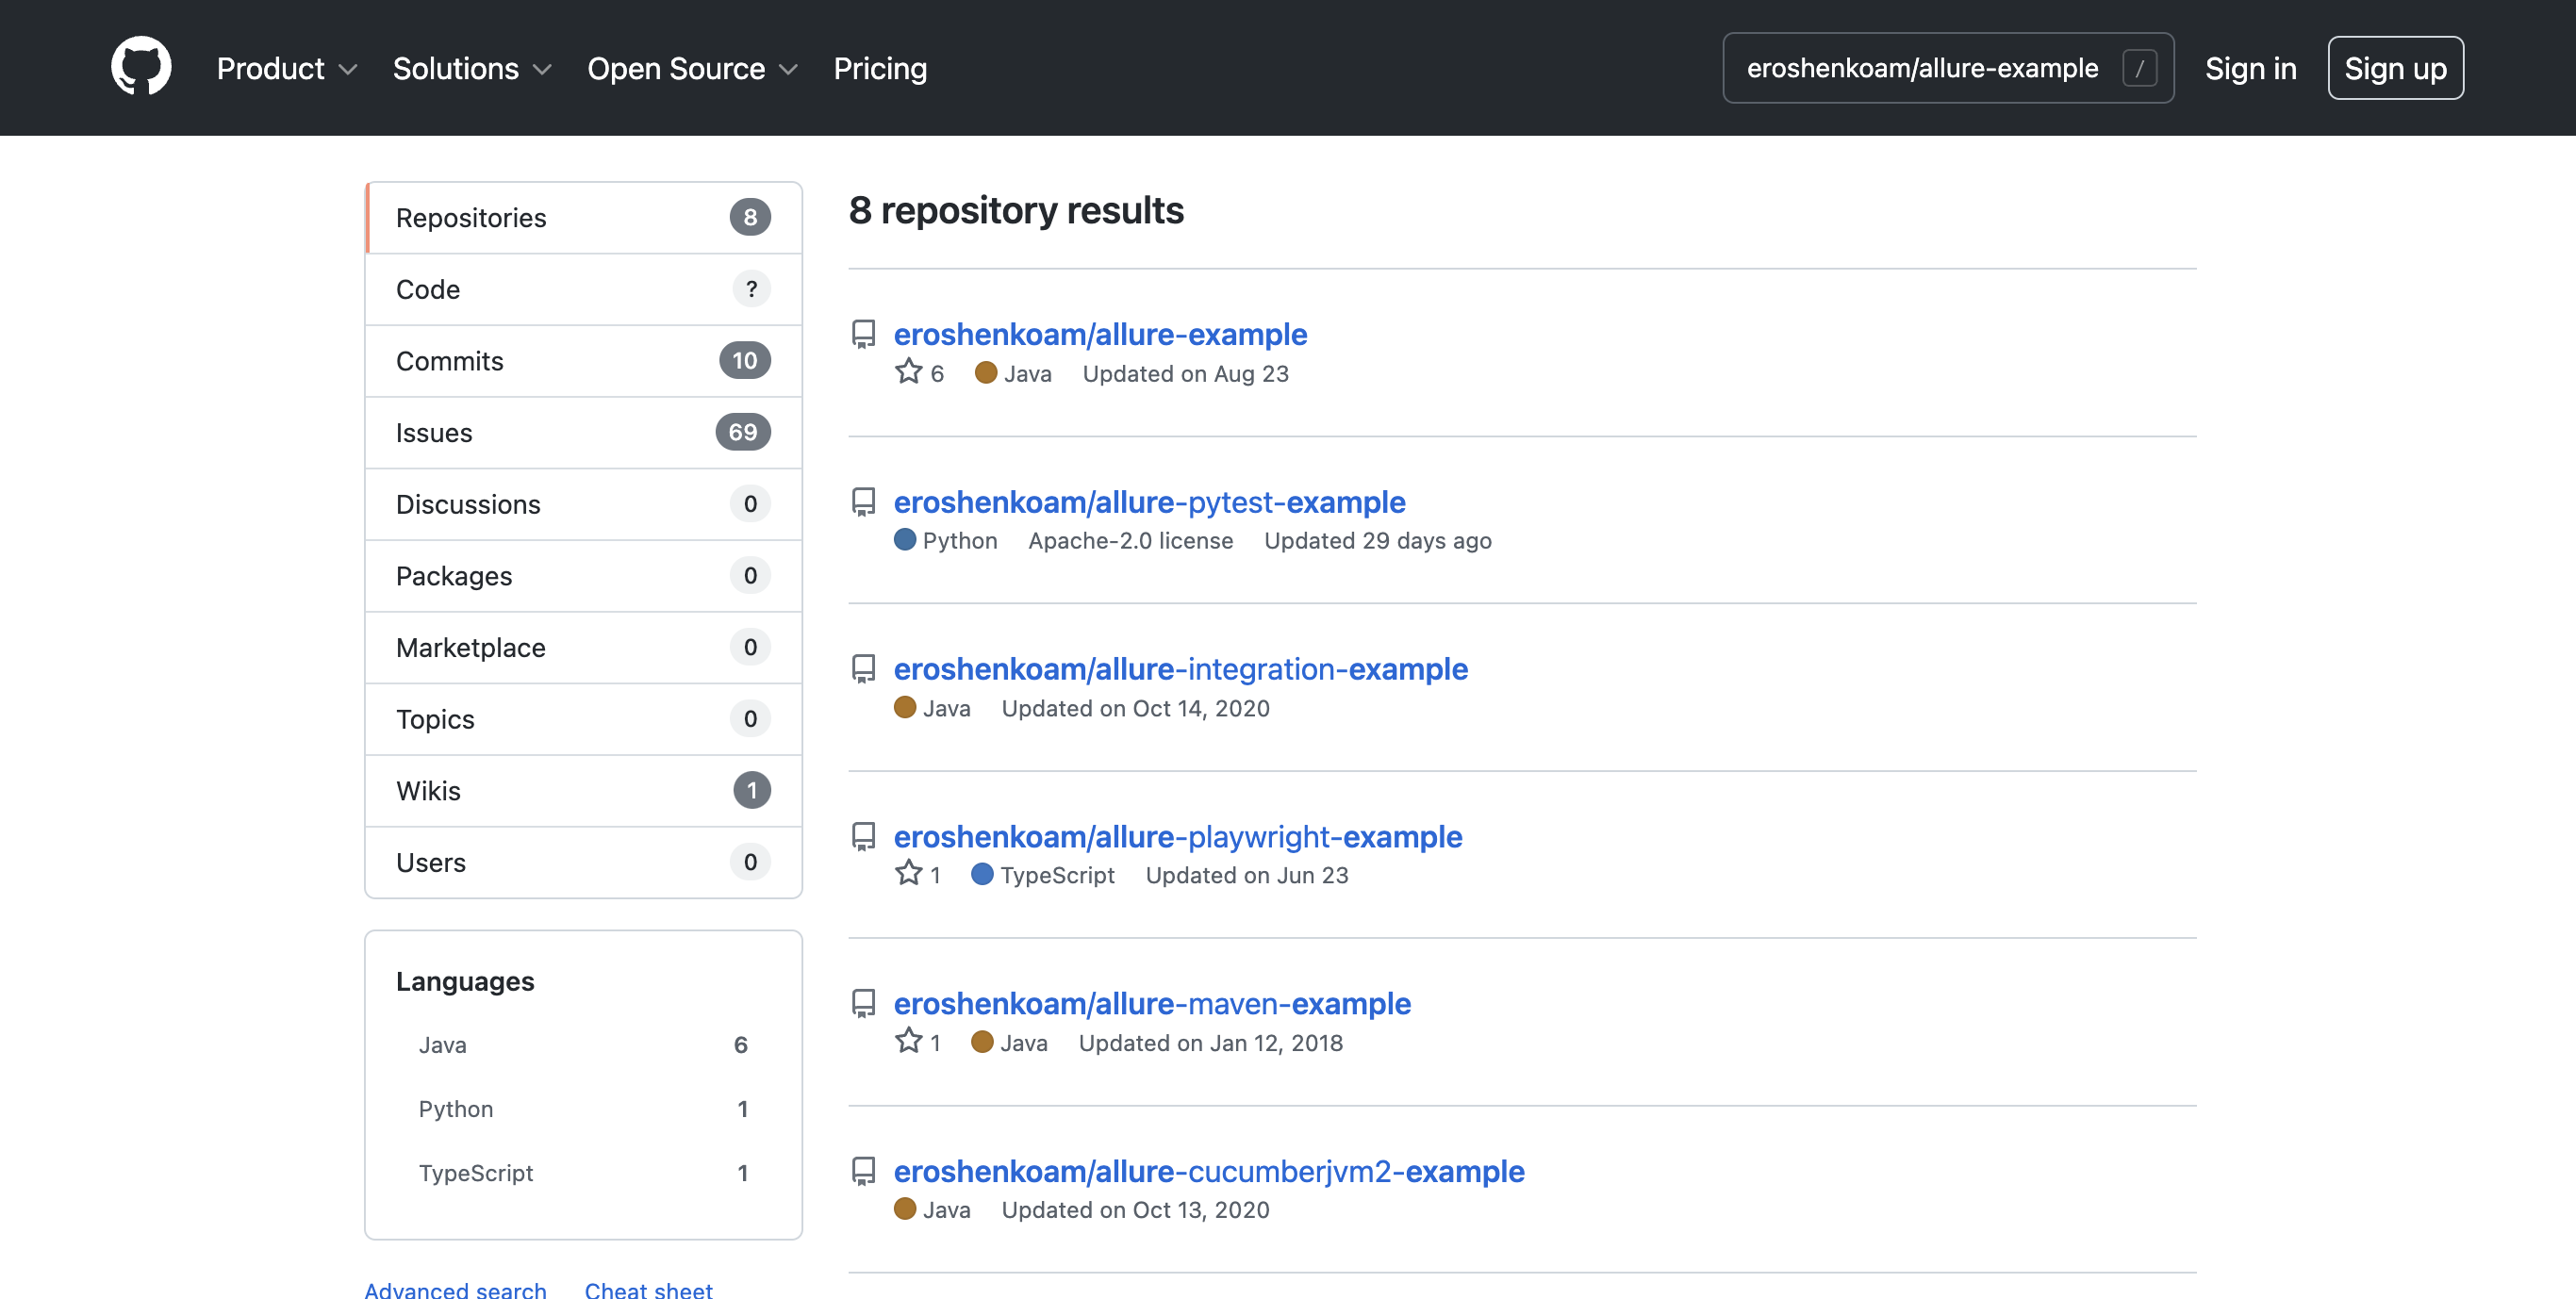 Product Solutions Open Source Pricing eroshenkoam/allure-example / Sign in Sign up
Repositories 8
Code ?
Commits 10
Issues 69
Discussions 0
Packages 0
Marketplace 0
Topics 0
Wikis 1
Users 0
Languages
Java 6
Python 1
TypeScript 1
Advanced search Cheat sheet
8 repository results
eroshenkoam/allure-example
6 Java Updated on Aug 23
eroshenkoam/allure-pytest-example
Python Apache-2.0 license Updated 29 days ago
eroshenkoam/allure-integration-example
Java Updated on Oct 14, 2020
eroshenkoam/allure-playwright-example
1 TypeScript Updated on Jun 23
eroshenkoam/allure-maven-example
1 Java Updated on Jan 12, 2018
eroshenkoam/allure-cucumberjvm2-example
Java Updated on Oct 13, 2020